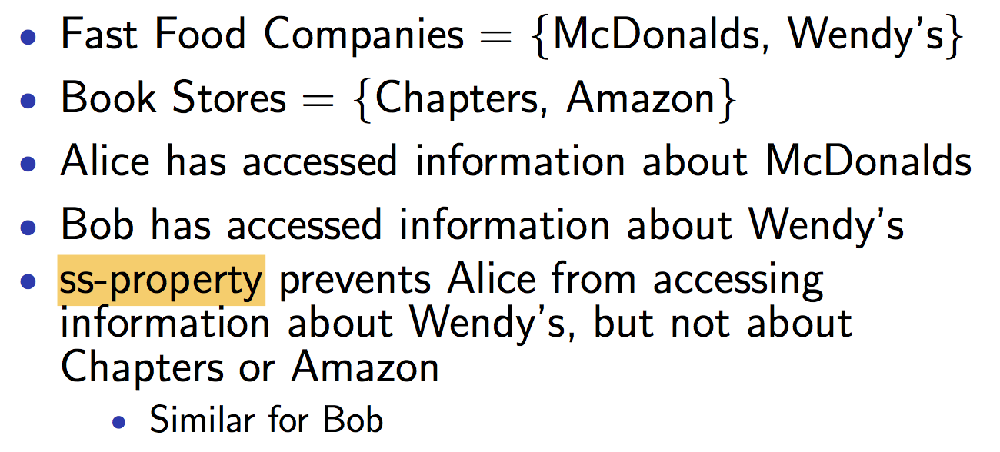 • Fast Food Companies = {McDonalds, Wendy’s}
• Book Stores = {Chapters, Amazon}
• Alice has accessed information about McDonalds
• Bob has accessed information about Wendy’s
• ss-property prevents Alice from accessing
information about Wendy’s, but not about
Chapters or Amazon
• Similar for Bob